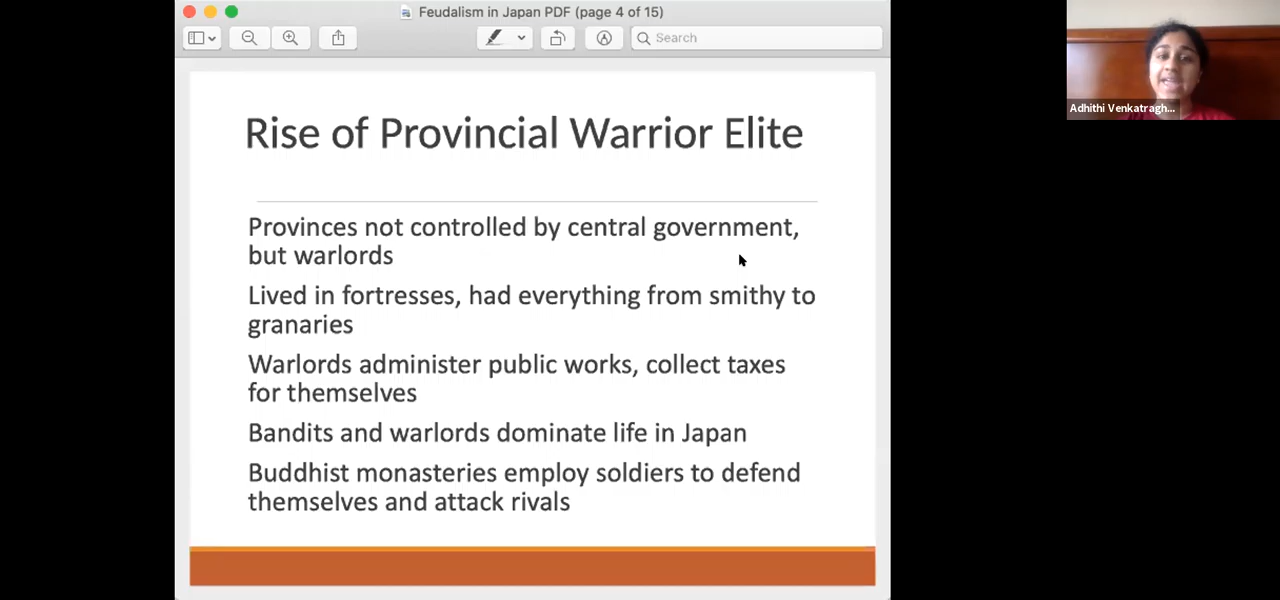 Feudalism in Japan PDF (page 4 of 15)
Search
Adhithi Venkatragh...
Rise of Provincial Warrior Elite
Provinces not controlled by central government,
but warlords
Lived in fortresses, had everything from smithy to
granaries
Warlords administer public works, collect taxes
for themselves
Bandits and warlords dominate life in Japan
Buddhist monasteries employ soldiers to defend
themselves and attack rivals